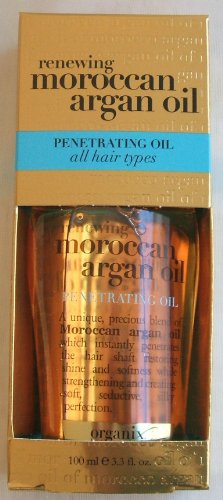 renewing
moroccan
argan oil
PENETRATING OIL
all hair types
renewing
moroccan
argan oil
PENETRATING OIL
A unique, precious blend of
Moroccan argan oil
which instantly penetrates
the hair shaft restoring
shine and softness while
strengthening and creating
soft, seductive, silky
perfection.
organix
100 ml e 3.3 fl. oz.